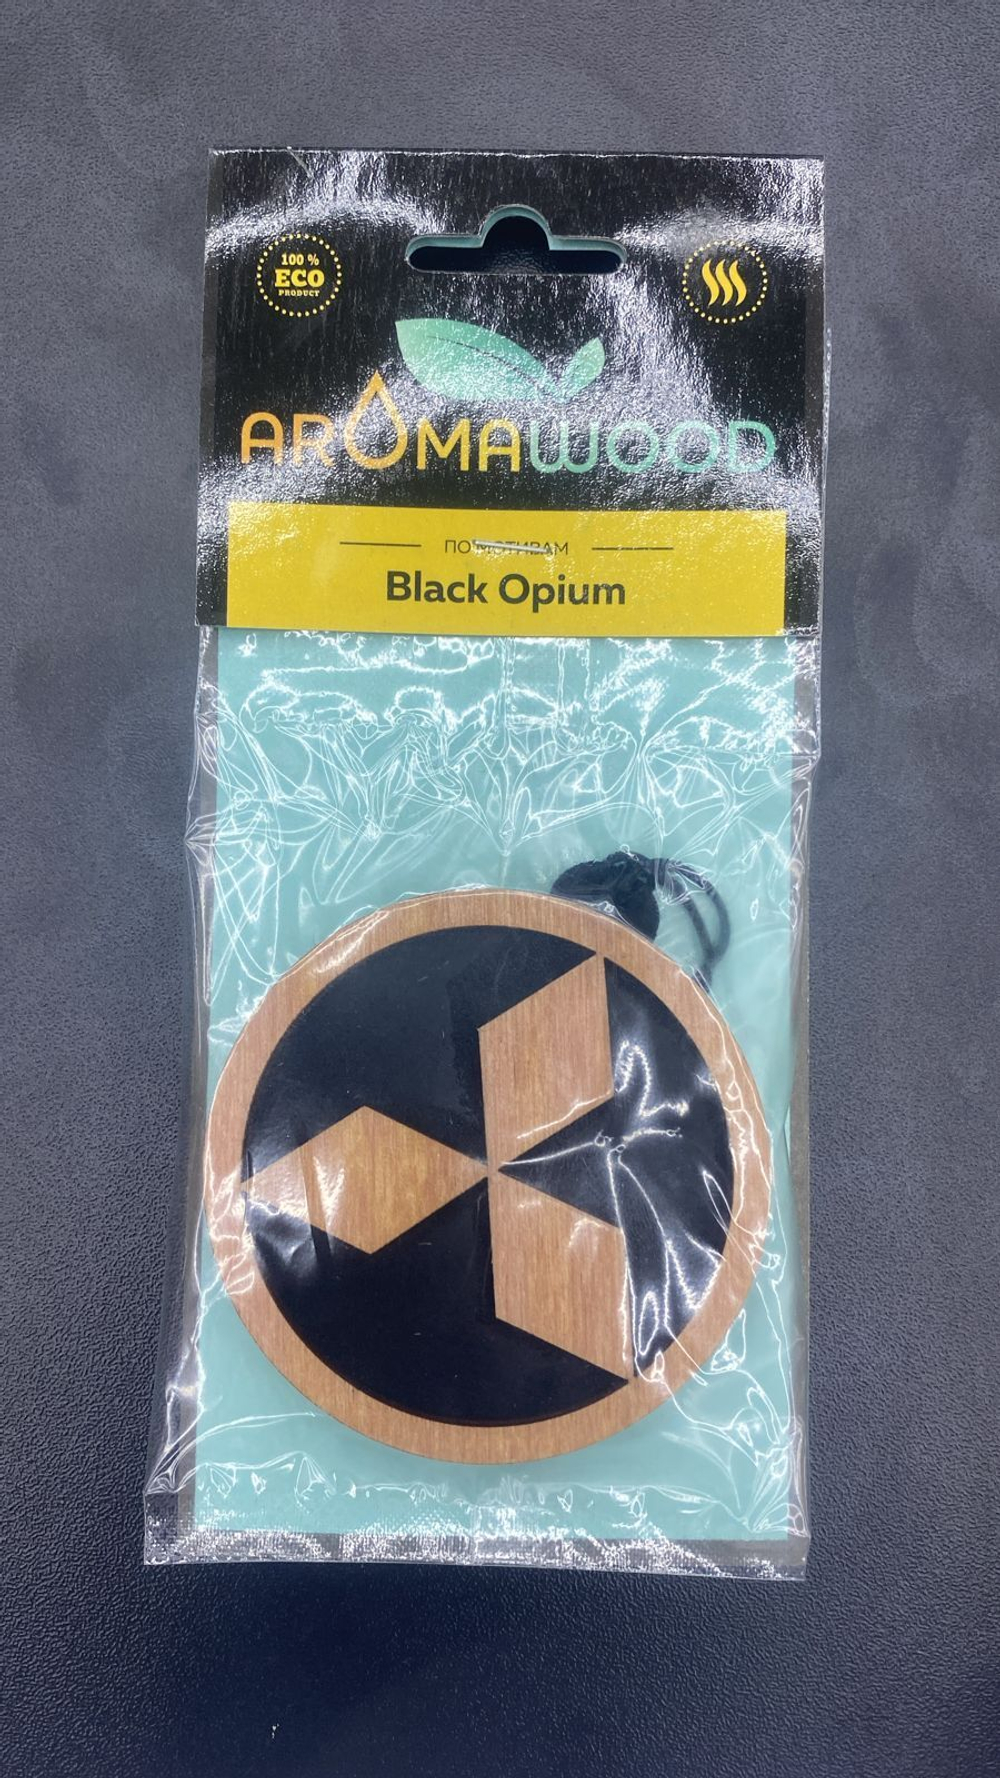 100 %
ECO
PRODUCT
AROMAWOOD
ПО МОТИВАМ
Black Opium